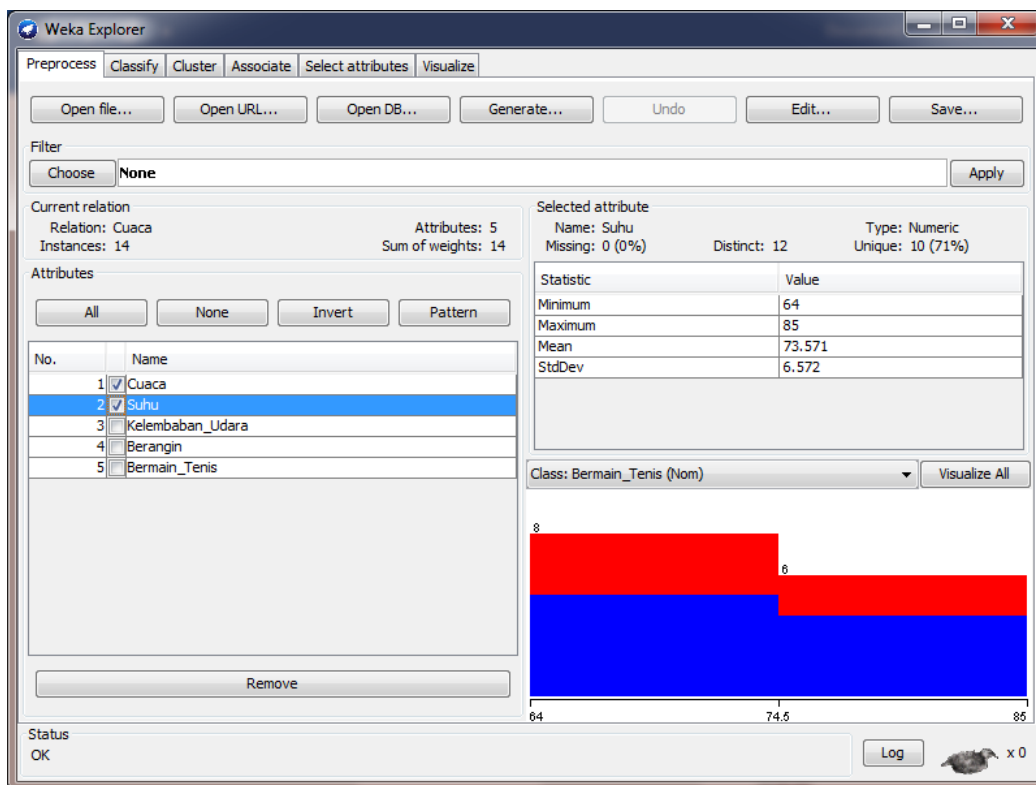 Weka Explorer
Preprocess Classify Cluster Associate Select attributes Visualize
Open file... Open URL... Open DB... Generate... Undo Edit... Save...
Filter
Choose None Apply
Current relation
Relation: Cuaca Attributes: 5
Instances: 14 Sum of weights: 14
Attributes
All None Invert Pattern
No. Name
1 Cuaca
2 Suhu
3 Kelembaban_Udara
4 Berangin
5 Bermain_Tenis
Remove
Selected attribute
Name: Suhu Type: Numeric
Missing: 0 (0%) Distinct: 12 Unique: 10 (71%)
Statistic Value
Minimum 64
Maximum 85
Mean 73.571
StdDev 6.572
Class: Bermain_Tenis (Nom) Visualize All
8
6
64 74.5 85
Status
OK Log x 0